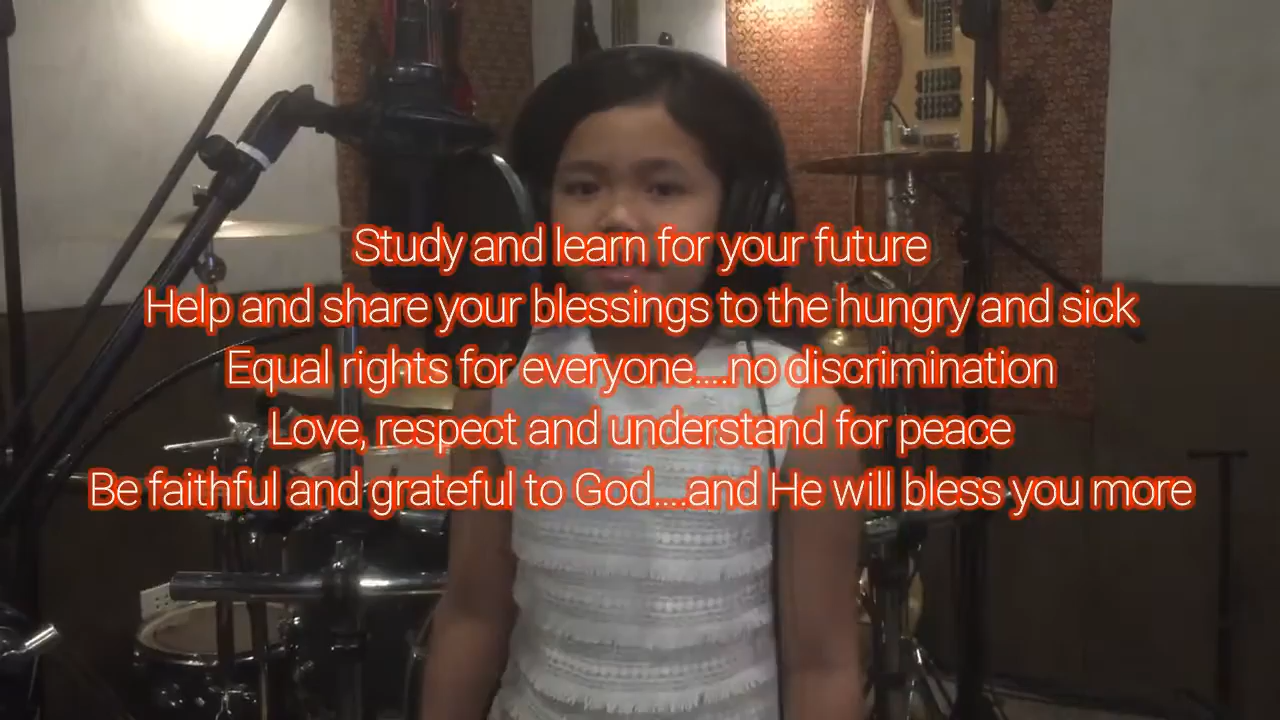 Study and learn for your future
Help and share your blessings to the hungry and sick
Equal rights for everyone....no discrimination
Love, respect and understand for peace
Be faithful and grateful to God....and He will bless you more